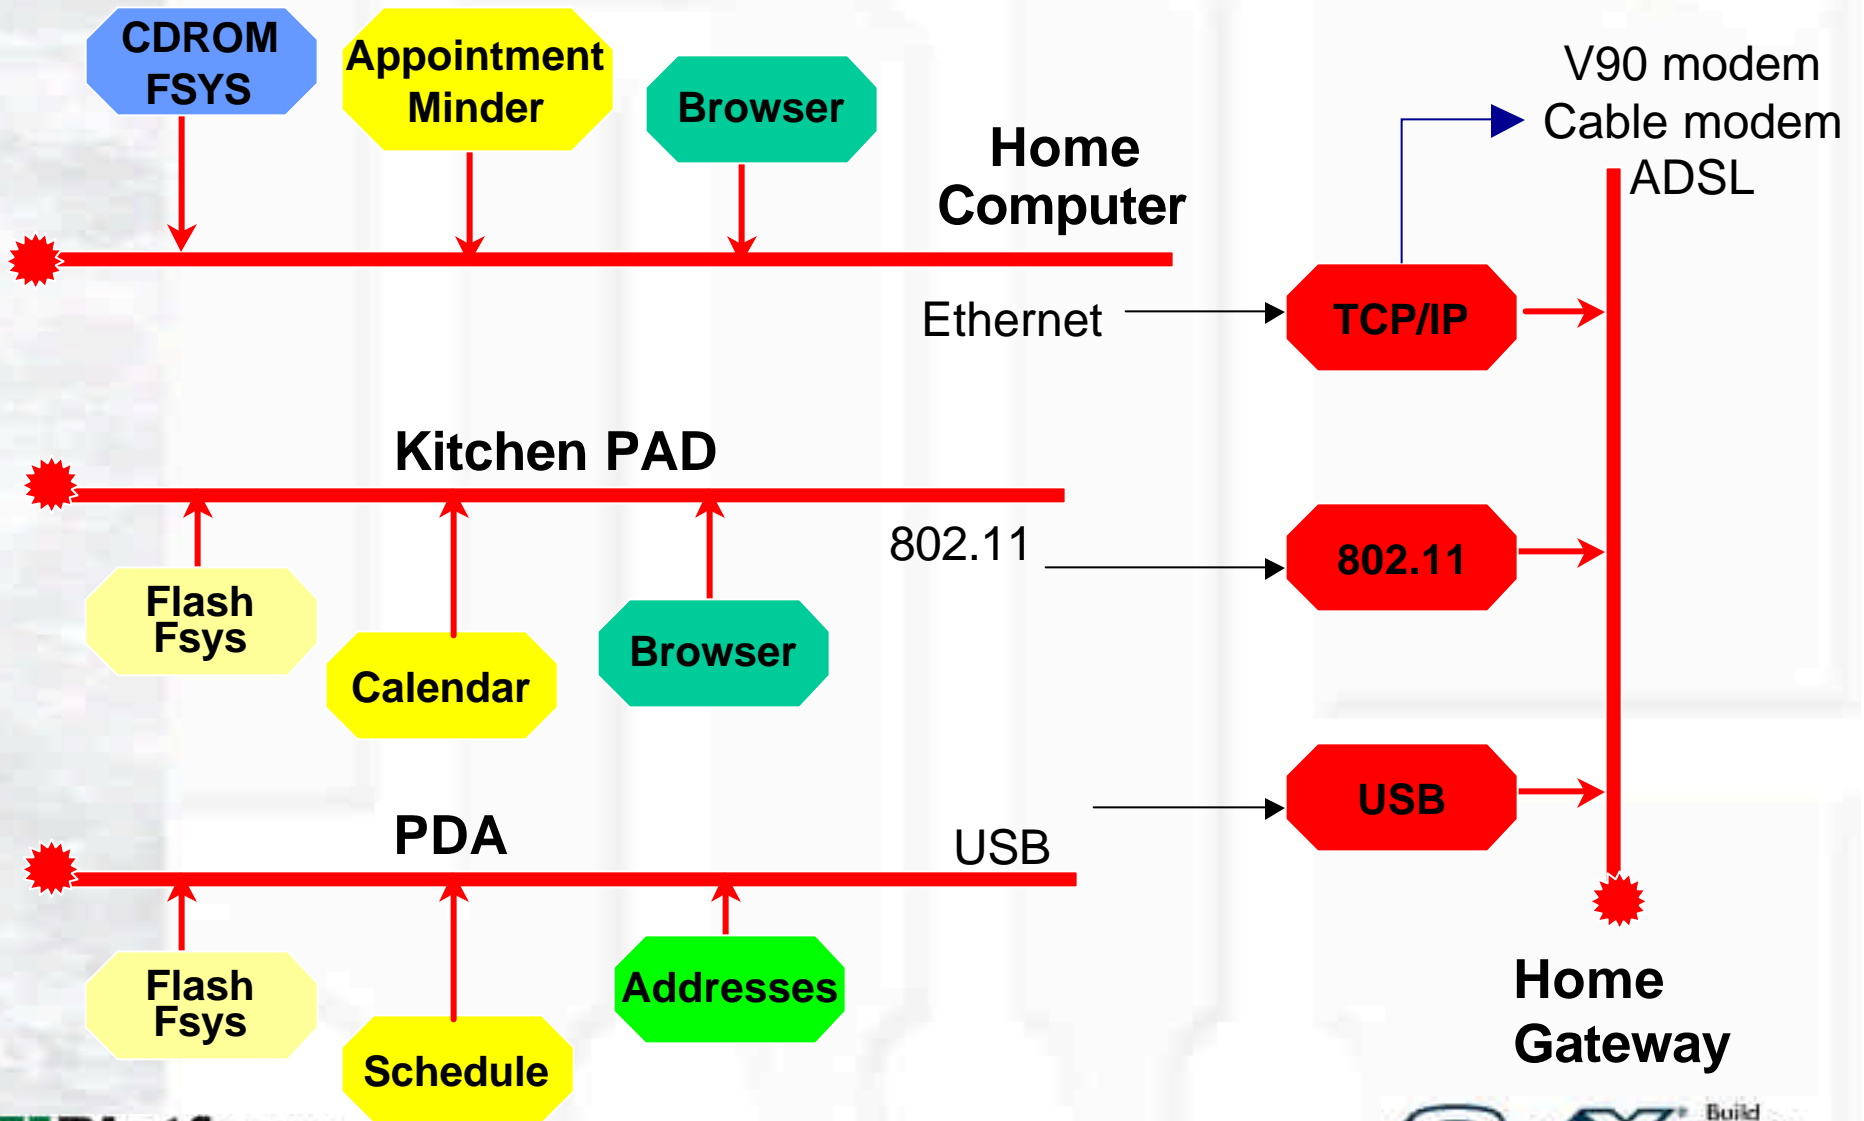 CDROM
FSYS
Appointment
Minder
Browser
Home
Computer
V90 modem
Cable modem
ADSL
Ethernet
TCP/IP
Kitchen PAD
802.11
802.11
Flash
Fsys
Calendar
Browser
PDA
USB
USB
Flash
Fsys
Schedule
Addresses
Home
Gateway
Build